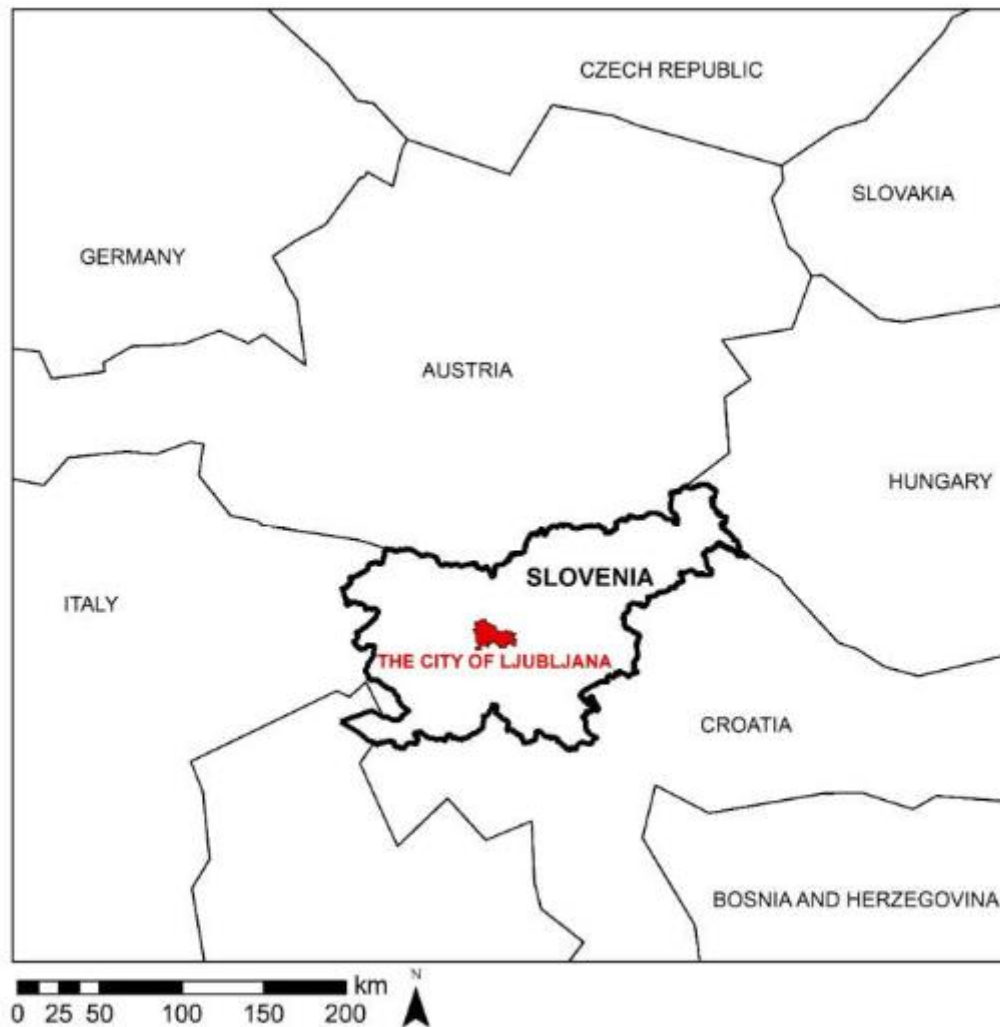 CZECH REPUBLIC
SLOVAKIA
GERMANY
AUSTRIA
HUNGARY
SLOVENIA
ITALY
THE CITY OF LJUBLJANA
CROATIA
BOSNIA AND HERZEGOVINA
km
N
0 25 50 100 150 200